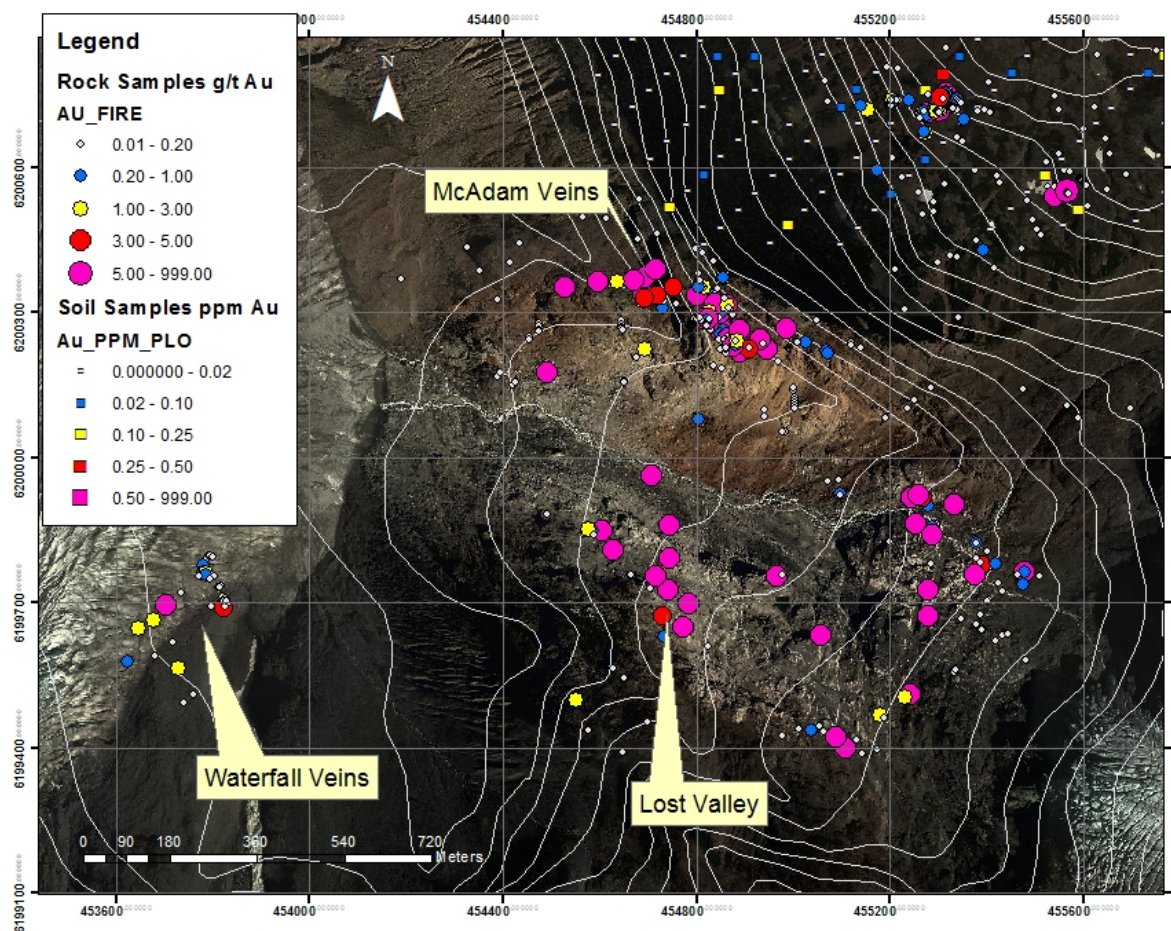 Legend
Rock Samples g/t Au
AU_FIRE
0.01 - 0.20
0.20 - 1.00
1.00 - 3.00
3.00 - 5.00
5.00 - 999.00
Soil Samples ppm Au
Au_PPM_PLO
0.000000 - 0.02
0.02 - 0.10
0.10 - 0.25
0.25 - 0.50
0.50 - 999.00
454400
454800
455200
455600
N
McAdam Veins
6200600
6200300
6200000
6199700
6199400
6199100
Waterfall Veins
Lost Valley
0 90 180 360 540 720
Meters
453600 454000 454400 454800 455200 455600